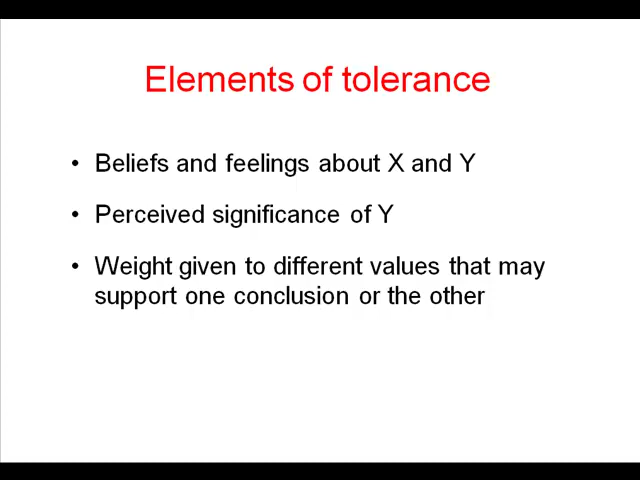 Elements of tolerance
• Beliefs and feelings about X and Y
• Perceived significance of Y
• Weight given to different values that may
support one conclusion or the other